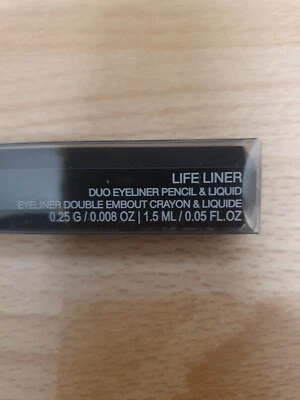 LIFE LINER
DUO EYELINER PENCIL & LIQUID
EYELINER DOUBLE EMBOUT CRAYON & LIQUIDE
0.25 G / 0.008 OZ | 1.5 ML / 0.05 FL.OZ